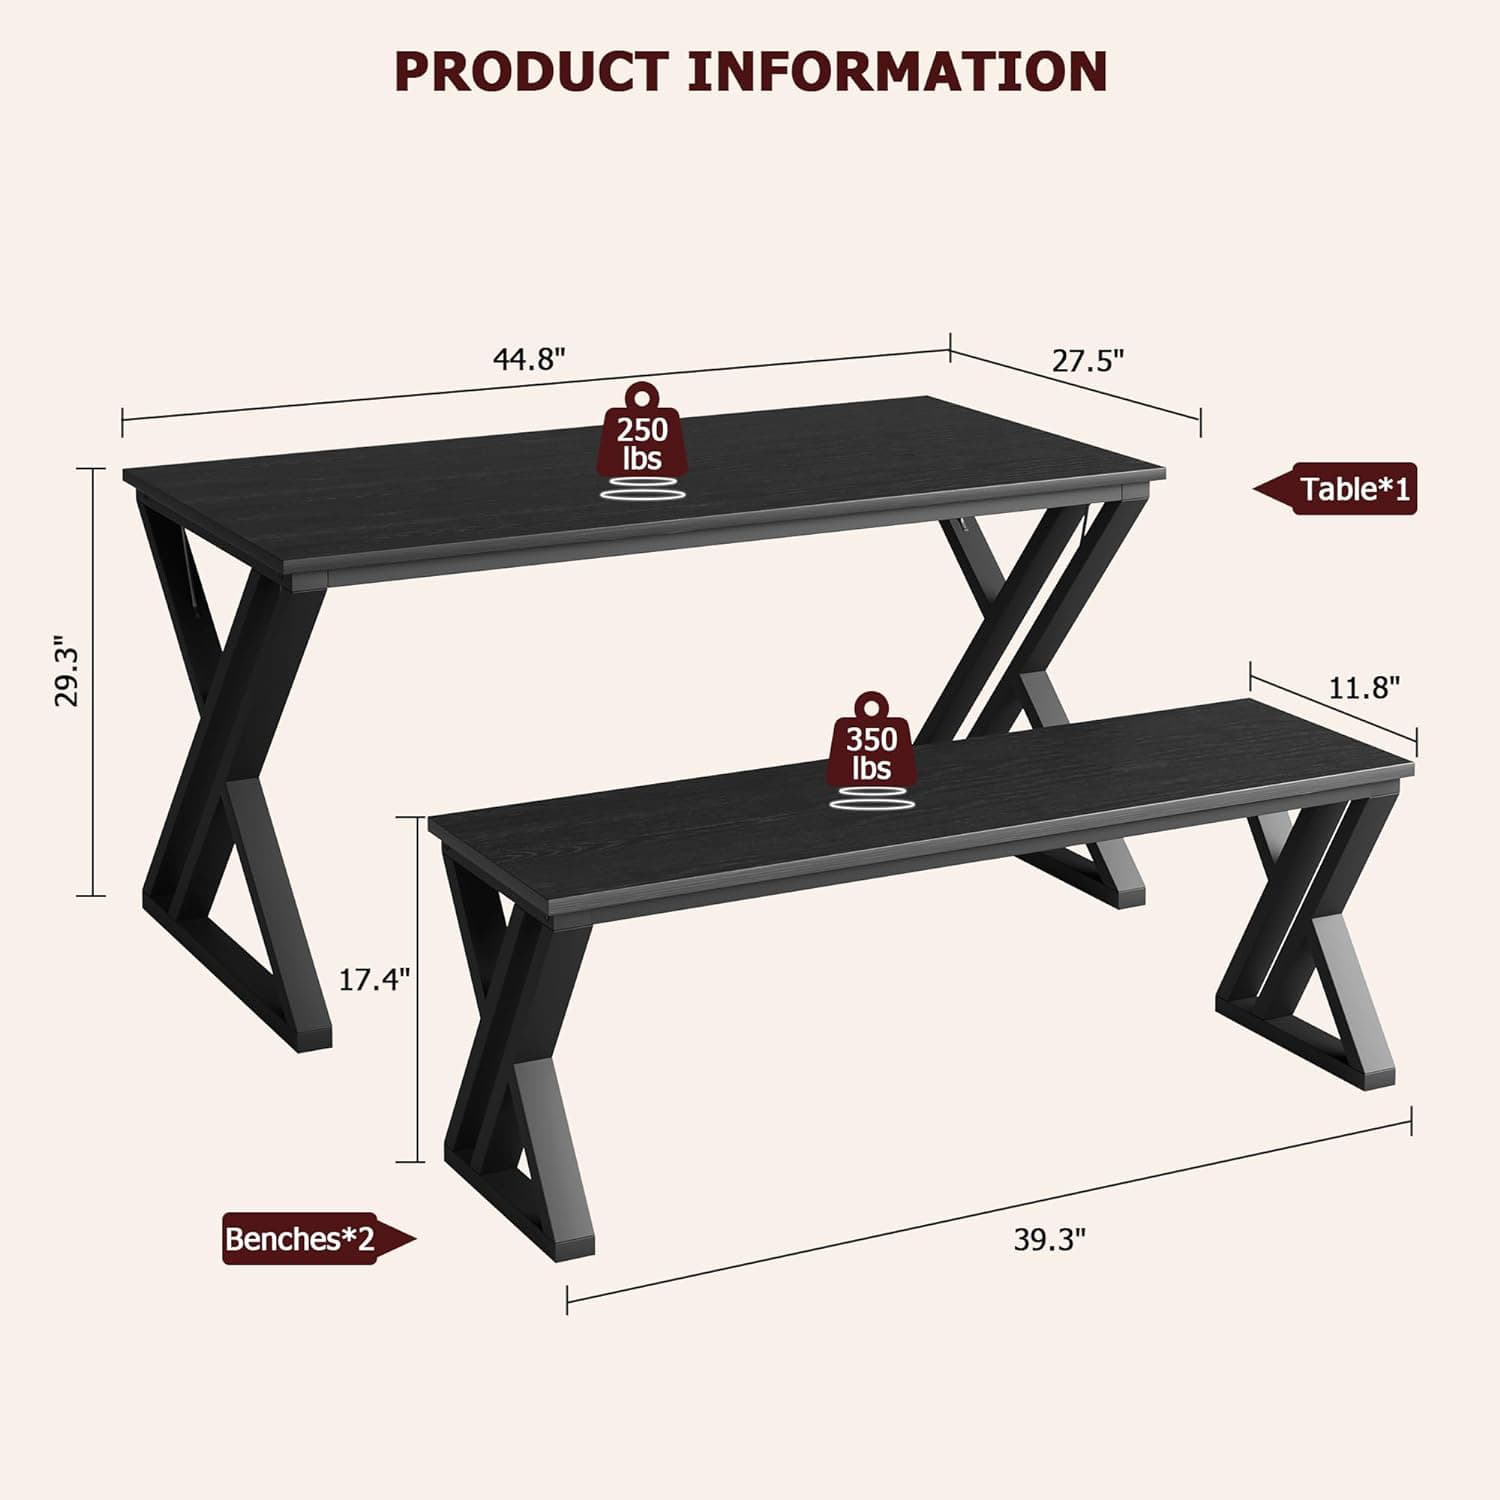 PRODUCT INFORMATION
44.8"
27.5"
250
lbs
Table*1
29.3"
11.8"
350
lbs
17.4"
Benches*2
39.3"